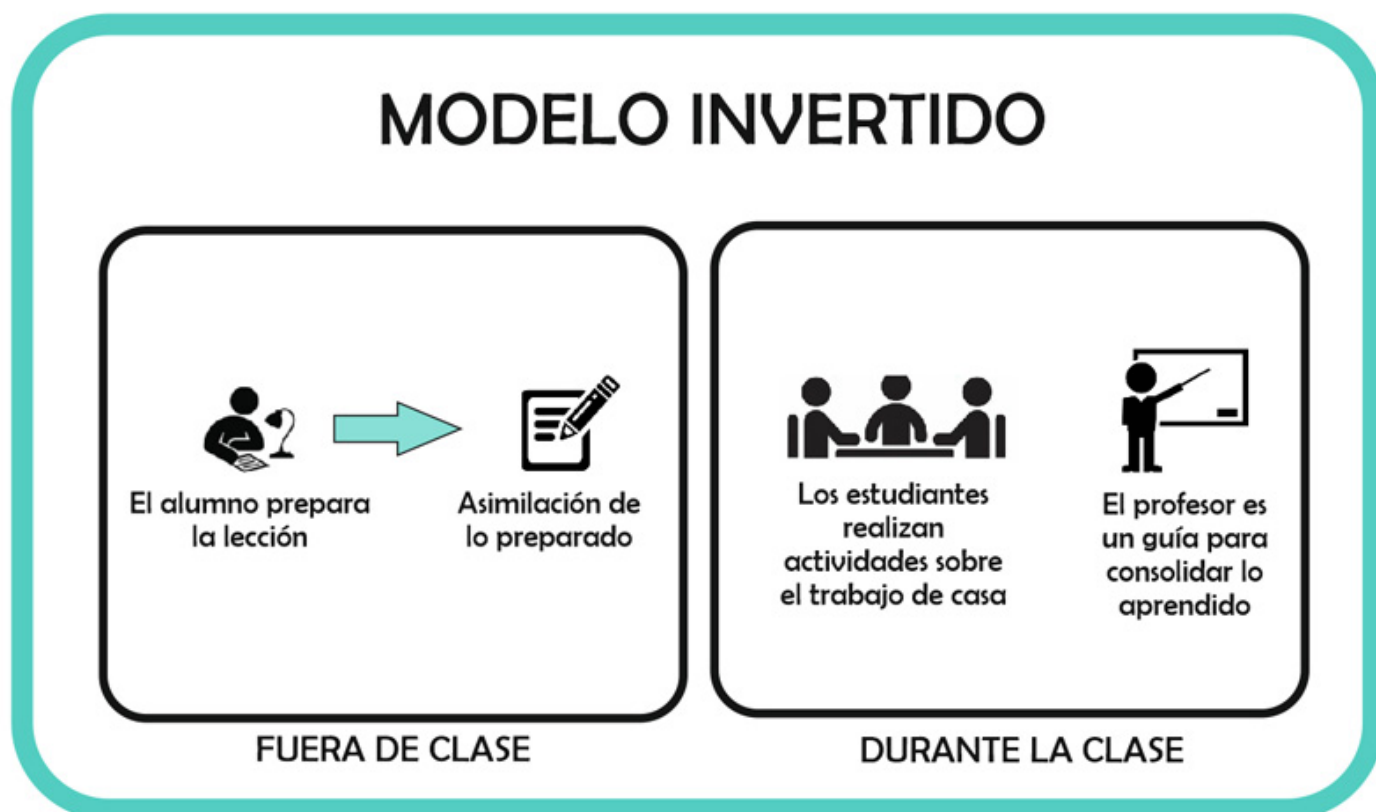 MODELO INVERTIDO
El alumno prepara
la lección
Asimilación de
lo preparado
FUERA DE CLASE
Los estudiantes
realizan
actividades sobre
el trabajo de casa
El profesor es
un guía para
consolidar lo
aprendido
DURANTE LA CLASE